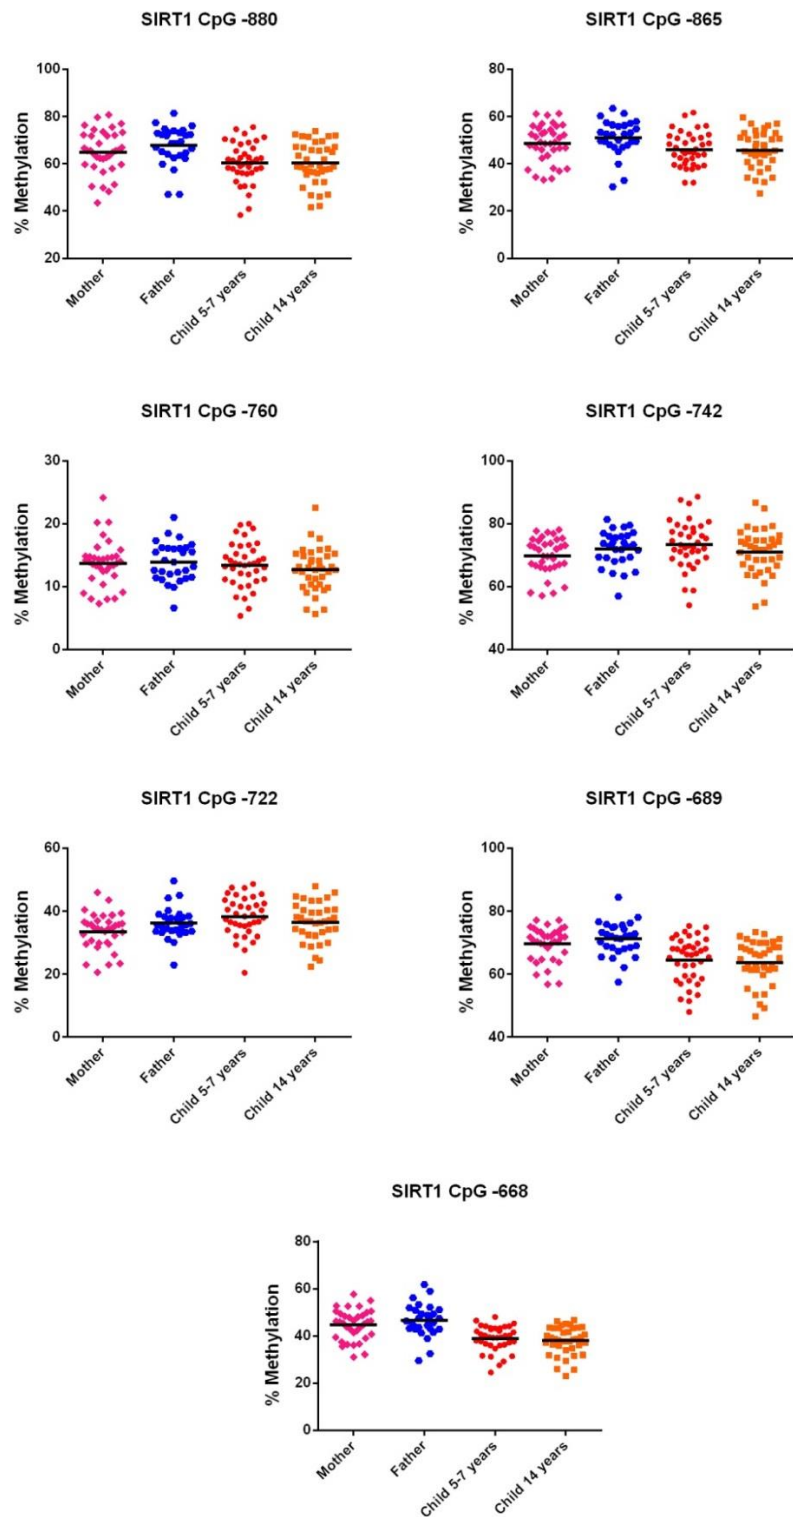 SIRT1 CpG -880
% Methylation
100
80
60
40
20
Mother
Father
Child 5-7 years
Child 14 years
SIRT1 CpG -865
% Methylation
80
60
40
20
0
Mother
Father
Child 5-7 years
Child 14 years
SIRT1 CpG -760
% Methylation
30
20
10
0
Mother
Father
Child 5-7 years
Child 14 years
SIRT1 CpG -742
% Methylation
100
80
60
40
Mother
Father
Child 5-7 years
Child 14 years
SIRT1 CpG -722
% Methylation
60
40
20
0
Mother
Father
Child 5-7 years
Child 14 years
SIRT1 CpG -689
% Methylation
100
80
60
40
Mother
Father
Child 5-7 years
Child 14 years
SIRT1 CpG -668
% Methylation
80
60
40
20
0
Mother
Father
Child 5-7 years
Child 14 years